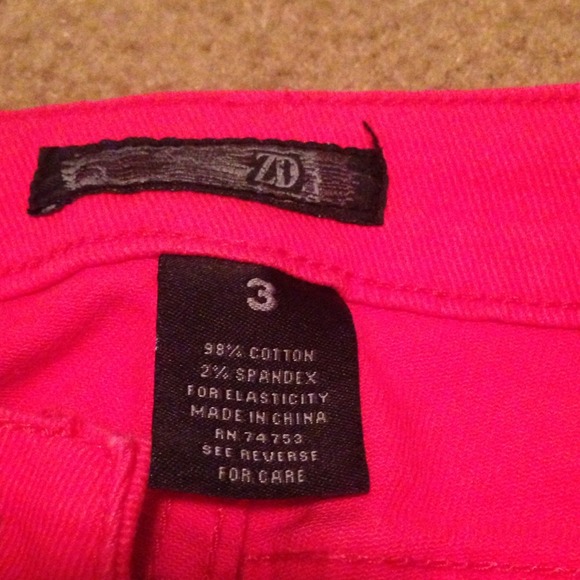 ZD
3
98% COTTON
2% SPANDEX
FOR ELASTICITY
MADE IN CHINA
RN 74753
SEE REVERSE
FOR CARE